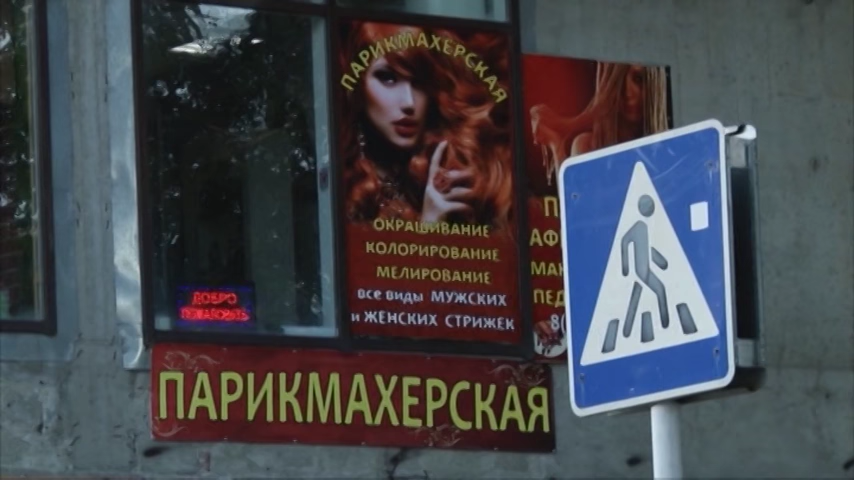 ПАРИКМАХЕРСКАЯ
ОКРАШИВАНИЕ
КОЛОРИРОВАНИЕ
МЕЛИРОВАНИЕ
все виды МУЖСКИХ
и ЖЕНСКИХ СТРИЖЕК
ДОБРО
ПОЖАЛОВАТЬ
ПАРИКМАХЕРСКАЯ